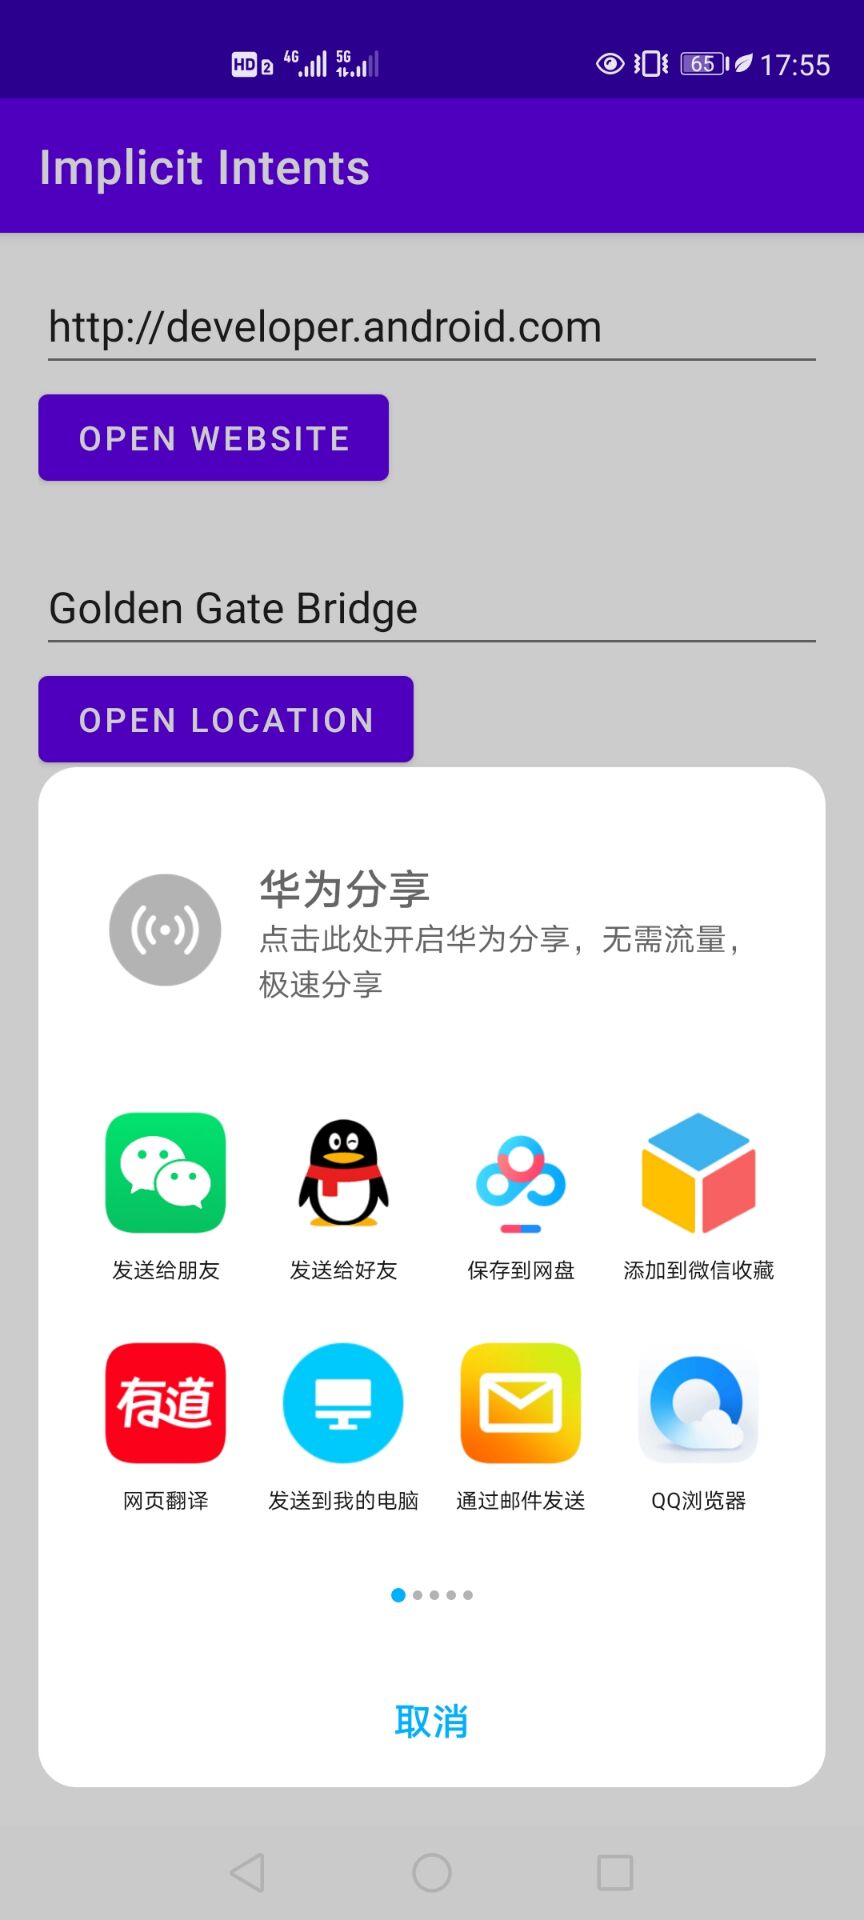 HD 2 4G 5G 65 17:55
Implicit Intents
http://developer.android.com
OPEN WEBSITE
Golden Gate Bridge
OPEN LOCATION
华为分享
点击此处开启华为分享，无需流量，
极速分享
发送给朋友 发送给好友 保存到网盘 添加到微信收藏
有道
网页翻译 发送到我的电脑 通过邮件发送 QQ浏览器
取消